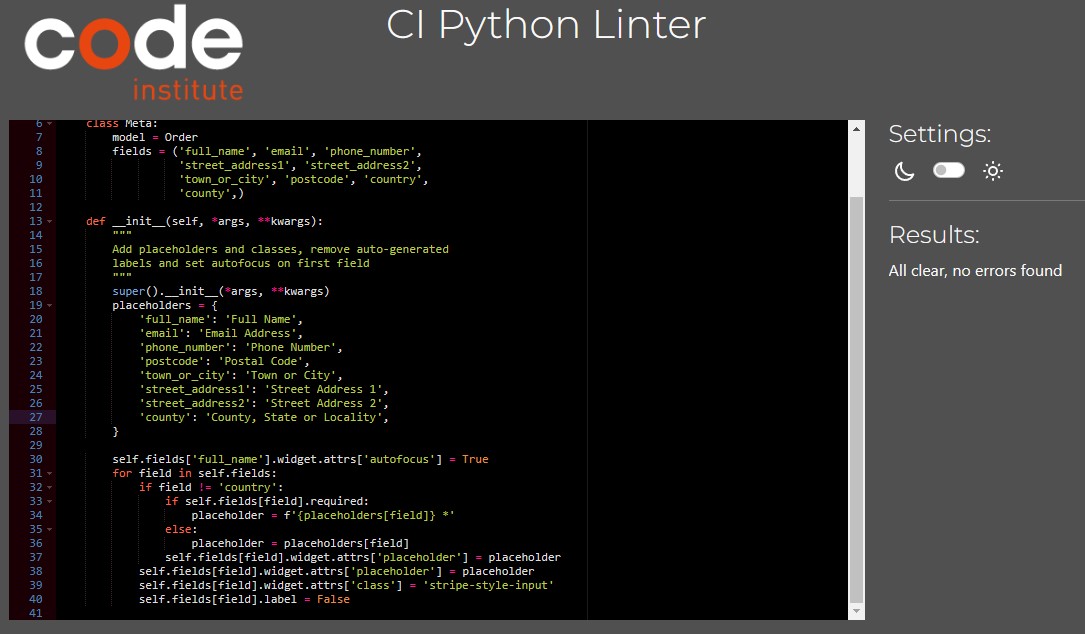 code
institute
CI Python Linter
6 class Meta:
7 model = Order
8 fields = ('full_name', 'email', 'phone_number',
9 'street_address1', 'street_address2',
10 'town_or_city', 'postcode', 'country',
11 'county',)
12
13 def __init__(self, *args, **kwargs):
14 """
15 Add placeholders and classes, remove auto-generated
16 labels and set autofocus on first field
17 """
18 super().__init__(*args, **kwargs)
19 placeholders = {
20 'full_name': 'Full Name',
21 'email': 'Email Address',
22 'phone_number': 'Phone Number',
23 'postcode': 'Postal Code',
24 'town_or_city': 'Town or City',
25 'street_address1': 'Street Address 1',
26 'street_address2': 'Street Address 2',
27 'county': 'County, State or Locality',
28 }
29
30 self.fields['full_name'].widget.attrs['autofocus'] = True
31 for field in self.fields:
32 if field != 'country':
33 if self.fields[field].required:
34 placeholder = f'{placeholders[field]} *'
35 else:
36 placeholder = placeholders[field]
37 self.fields[field].widget.attrs['placeholder'] = placeholder
38 self.fields[field].widget.attrs['placeholder'] = placeholder
39 self.fields[field].widget.attrs['class'] = 'stripe-style-input'
40 self.fields[field].label = False
41
Settings:
Results:
All clear, no errors found